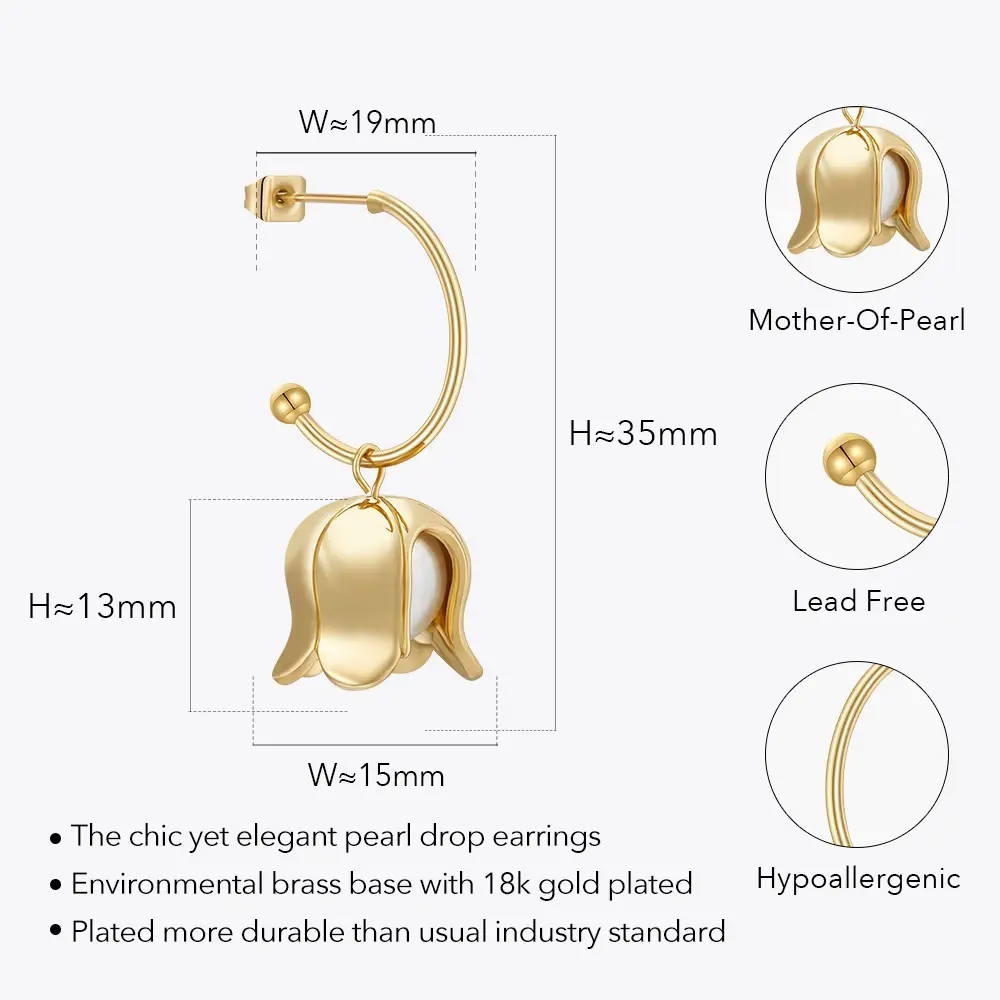 W≈19mm
H≈35mm
H≈13mm
W≈15mm
Mother-Of-Pearl
Lead Free
Hypoallergenic
• The chic yet elegant pearl drop earrings
• Environmental brass base with 18k gold plated
• Plated more durable than usual industry standard